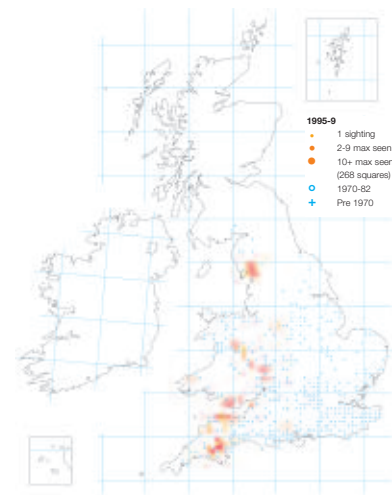 1995-9
1 sighting
2-9 max seen
10+ max seen
(268 squares)
1970-82
Pre 1970